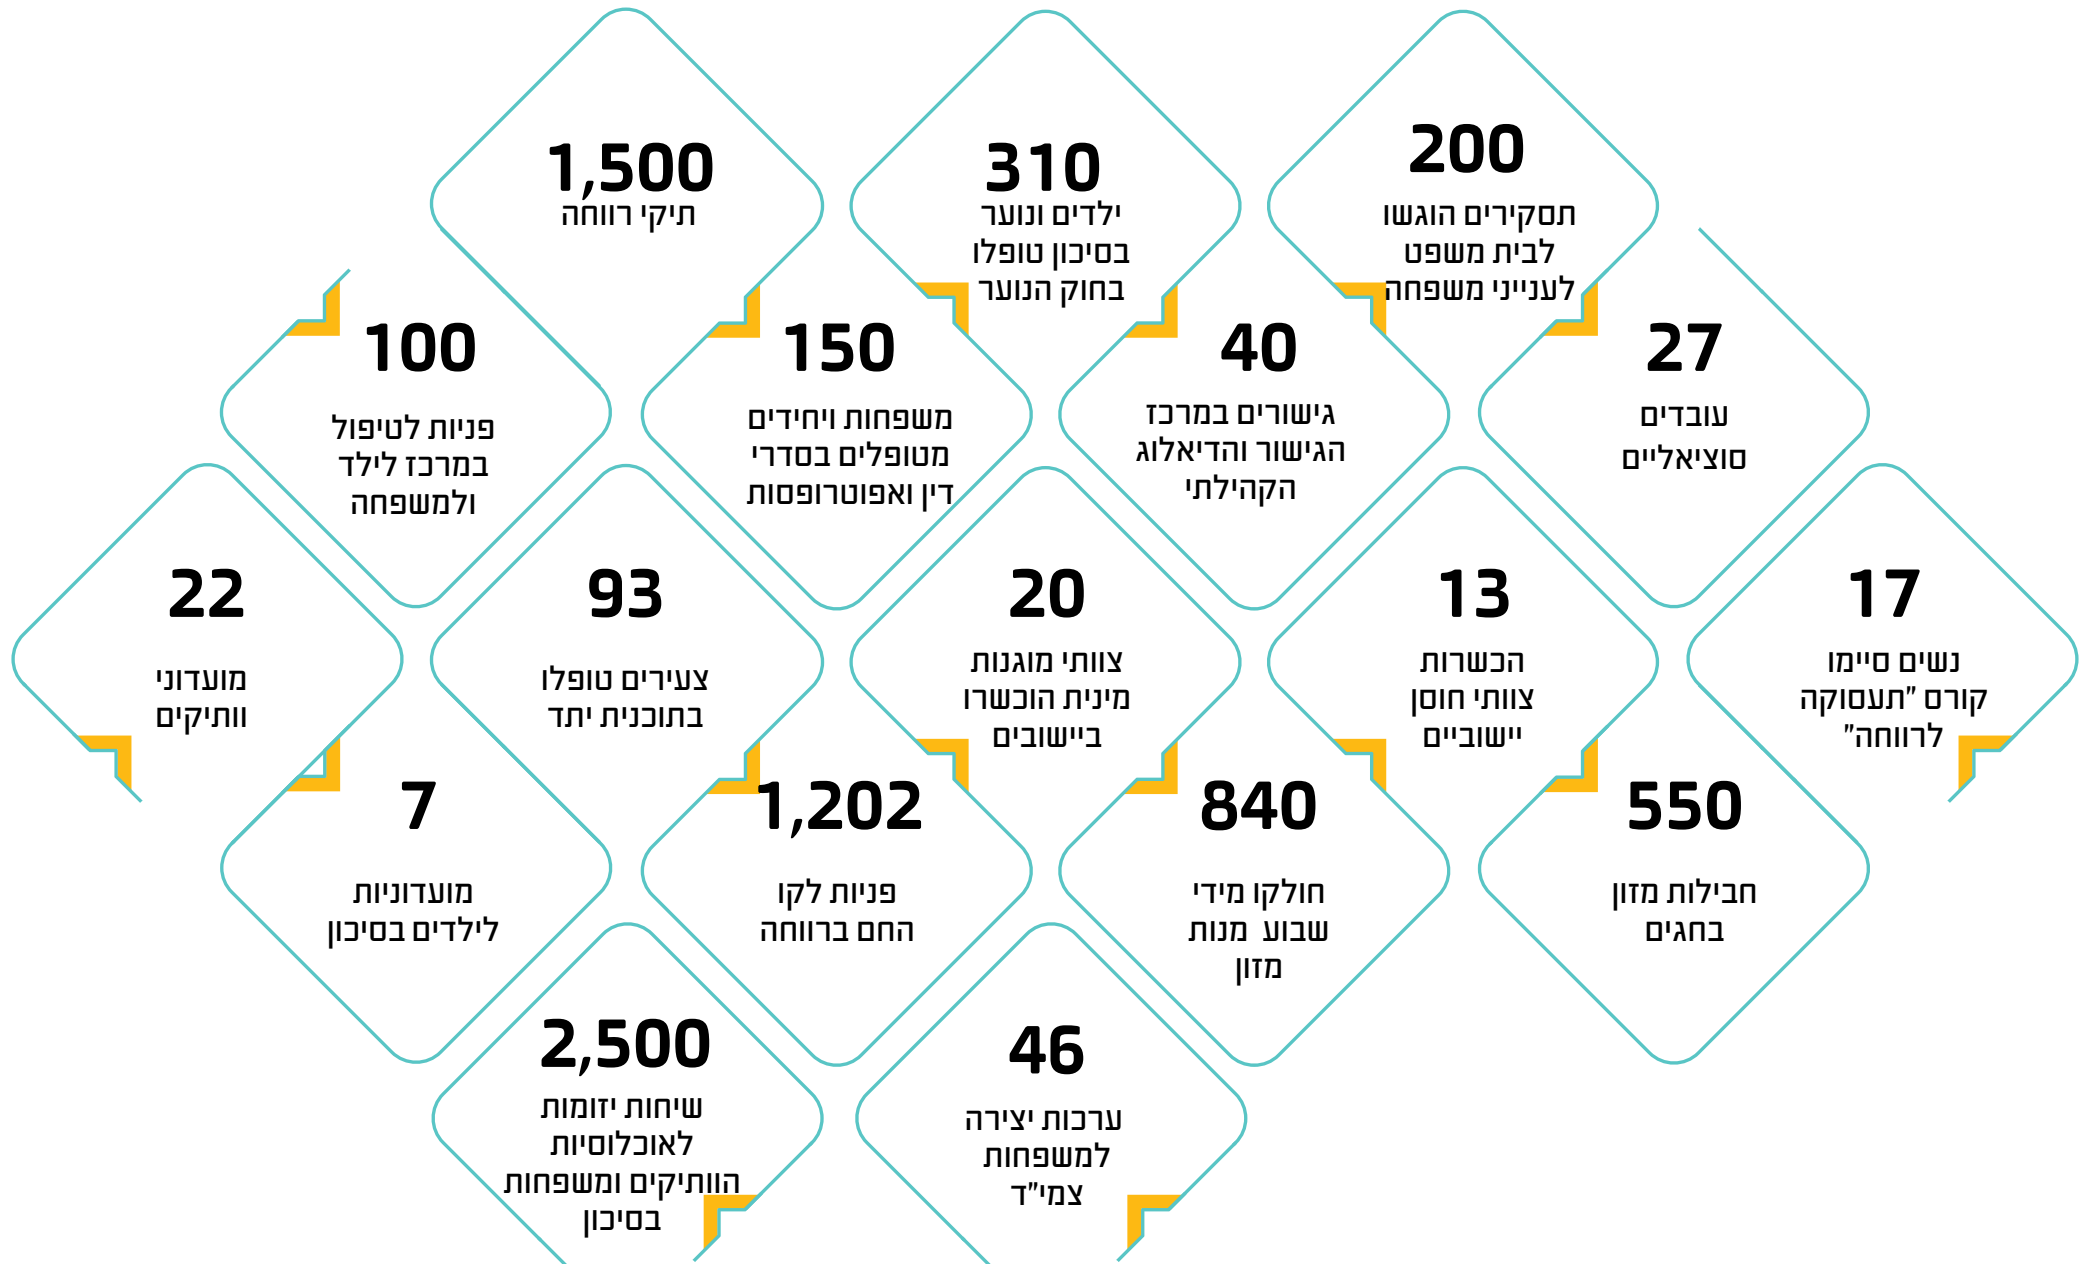 200
תסקירים הוגשו
לבית משפט
לענייני משפחה
310
ילדים ונוער
בסיכון טופלו
בחוק הנוער
1,500
תיקי רווחה
27
עובדים
סוציאליים
40
גישורים במרכז
הגישור והדיאלוג
הקהילתי
150
משפחות ויחידים
מטופלים בסדרי
דין ואפוטרופסות
100
פניות לטיפול
במרכז לילד
ולמשפחה
17
נשים סיימו
קורס "תעסוקה
לרווחה"
13
הכשרות
צוותי חוסן
יישוביים
20
צוותי מוגנות
מינית הוכשרו
ביישובים
93
צעירים טופלו
בתוכנית יתד
22
מועדוני
וותיקים
550
חבילות מזון
בחגים
840
חולקו מידי
שבוע מנות
מזון
1,202
פניות לקו
החם ברווחה
7
מועדוניות
לילדים בסיכון
46
ערכות יצירה
למשפחות
צמי"ד
2,500
שיחות יזומות
לאוכלוסיות
הוותיקים ומשפחות
בסיכון